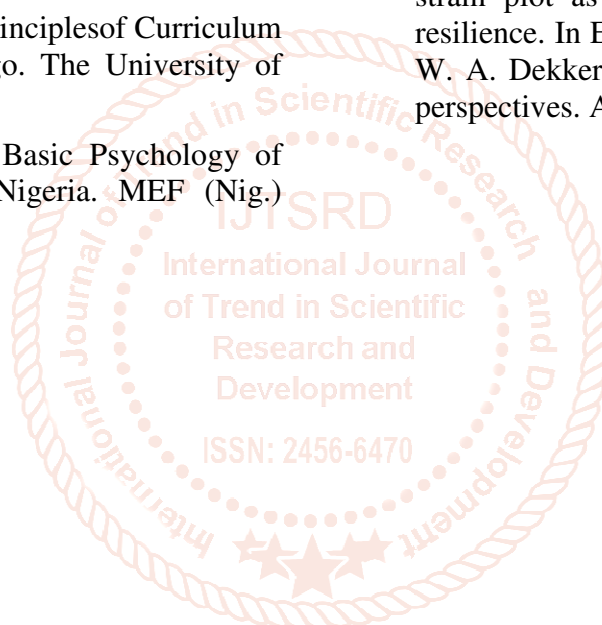 rinciplesof Curriculum
go. The University of
Basic Psychology of
Nigeria. MEF (Nig.)
strain plot as
resilience. In E
W. A. Dekker
perspectives. A
International Journal of Trend in Scientific Research and Development
IJTSRD
International Journal
of Trend in Scientific
Research and
Development
ISSN: 2456-6470